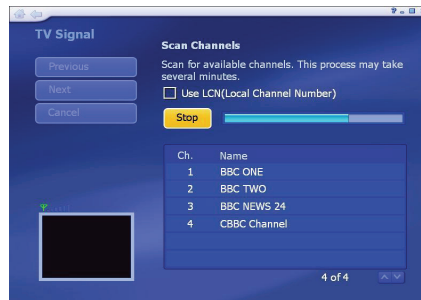 TV Signal
Previous
Next
Cancel
Scan Channels
Scan for available channels. This process may take
several minutes.
Use LCN(Local Channel Number)
Stop
Ch. Name
1 BBC ONE
2 BBC TWO
3 BBC NEWS 24
4 CBBC Channel
4 of 4